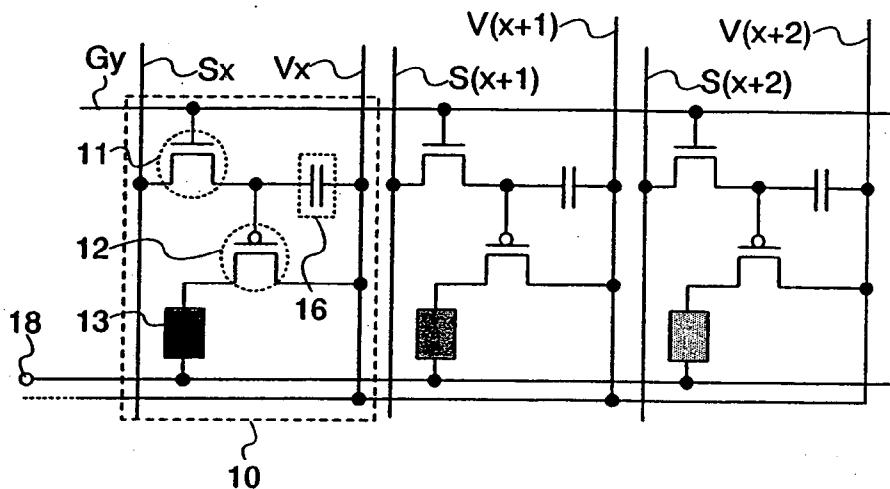 V(x+1)
V(x+2)
Gy
Sx
Vx
S(x+1)
S(x+2)
11
12
16
13
18
10